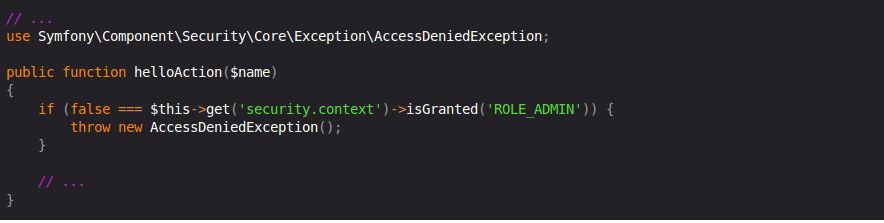 // ...
use Symfony\Component\Security\Core\Exception\AccessDeniedException;
public function helloAction($name)
{
    if (false === $this->get('security.context')->isGranted('ROLE_ADMIN')) {
        throw new AccessDeniedException();
    }
    // ...
}